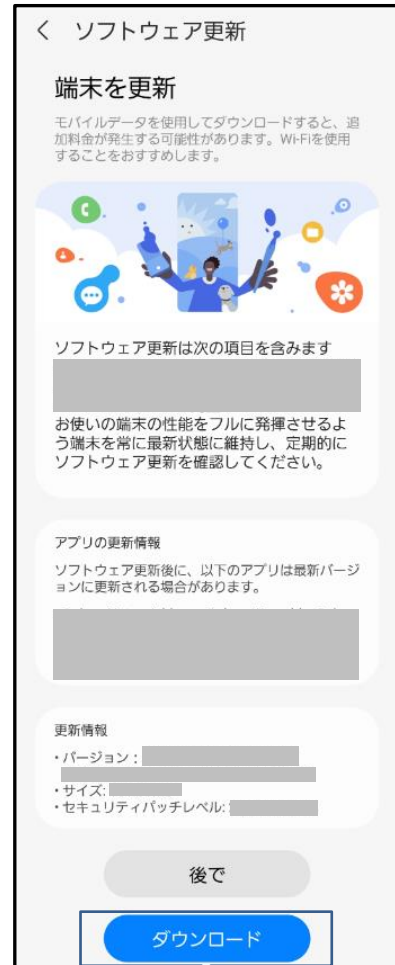 ソフトウェア更新
端末を更新
モバイルデータを使用してダウンロードすると、追
加料金が発生する可能性があります。Wi-Fiを使用
することをおすすめします。
ソフトウェア更新は次の項目を含みます
お使いの端末の性能をフルに発揮させるよ
う端末を常に最新状態に維持し、定期的に
ソフトウェア更新を確認してください。
アプリの更新情報
ソフトウェア更新後に、以下のアプリは最新バージ
ョンに更新される場合があります。
更新情報
・バージョン：
・サイズ:
・セキュリティパッチレベル:
後で
ダウンロード